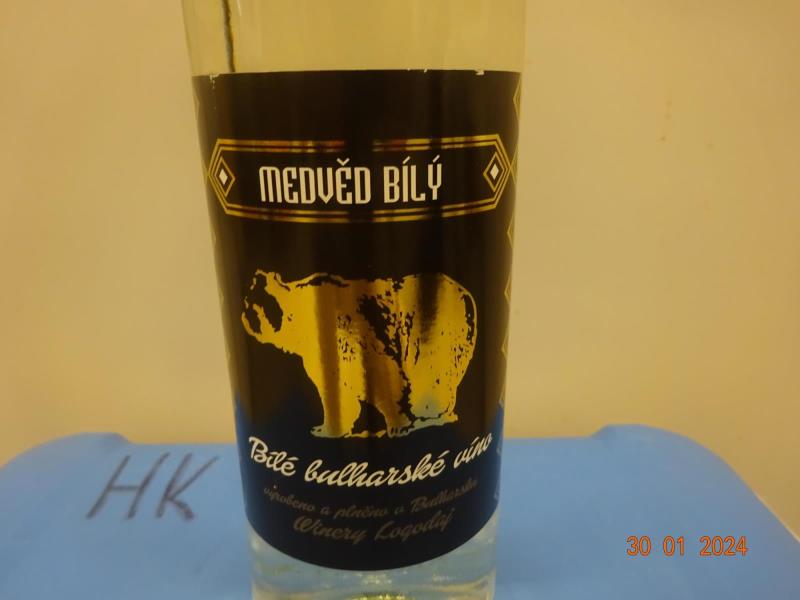 MEDVĚD BÍLÝ
Bílé bulharské víno
vyrobeno a plněno v Bulharsku
Winery Logodaj
HK
30 01 2024